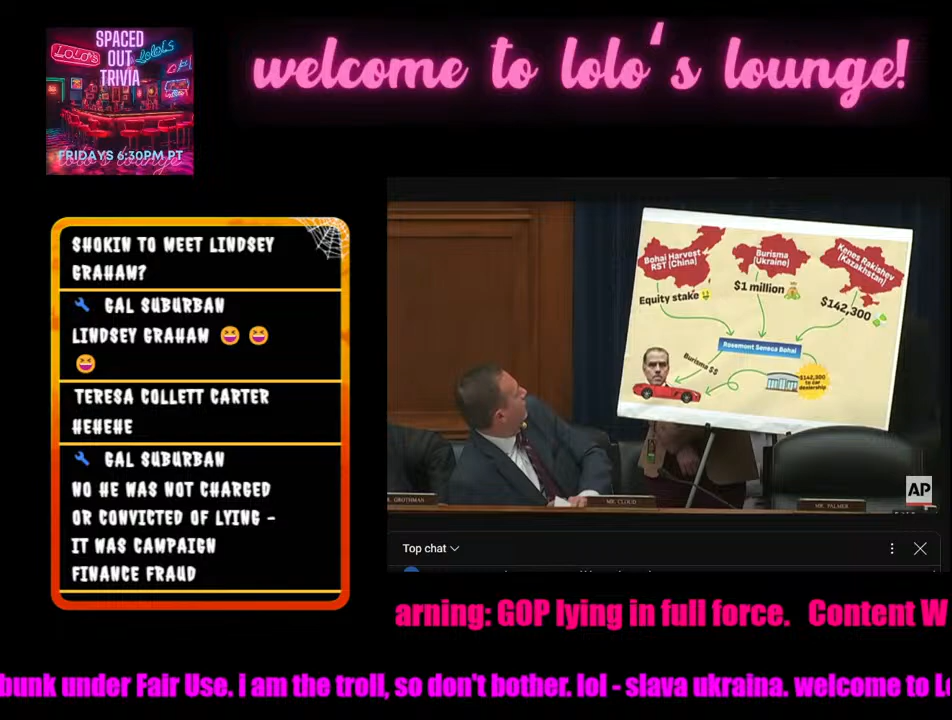 SPACED
OUT
TRIVIA
LOLO'S
FRIDAYS 6:30PM PT
lolo's lounge
welcome to lolo's lounge!
SHOKIN TO MEET LINDSEY
GRAHAM?
GAL SUBURBAN
LINDSEY GRAHAM 😆 😆
😆
TERESA COLLETT CARTER
HEHEHE
GAL SUBURBAN
NO HE WAS NOT CHARGED
OR CONVICTED OF LYING -
IT WAS CAMPAIGN
FINANCE FRAUD
Bohai Harvest
RST (China)
Burisma
(Ukraine)
Kenes Rakishev
(Kazakhstan)
Equity stake 🤑
$1 million 💰
$142,300 💸
Rosemont Seneca Bohai
Burisma $$
$142,300
to car
dealership
GROTHMAN
MR. CLOUD
MR. PALMER
AP
Top chat
arning: GOP lying in full force. Content W
bunk under Fair Use. i am the troll, so don't bother. lol - slava ukraina. welcome to L